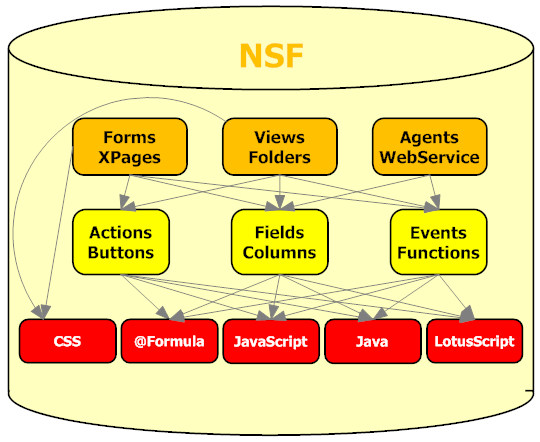 NSF
Forms
XPages
Views
Folders
Agents
WebService
Actions
Buttons
Fields
Columns
Events
Functions
CSS
@Formula
JavaScript
Java
LotusScript